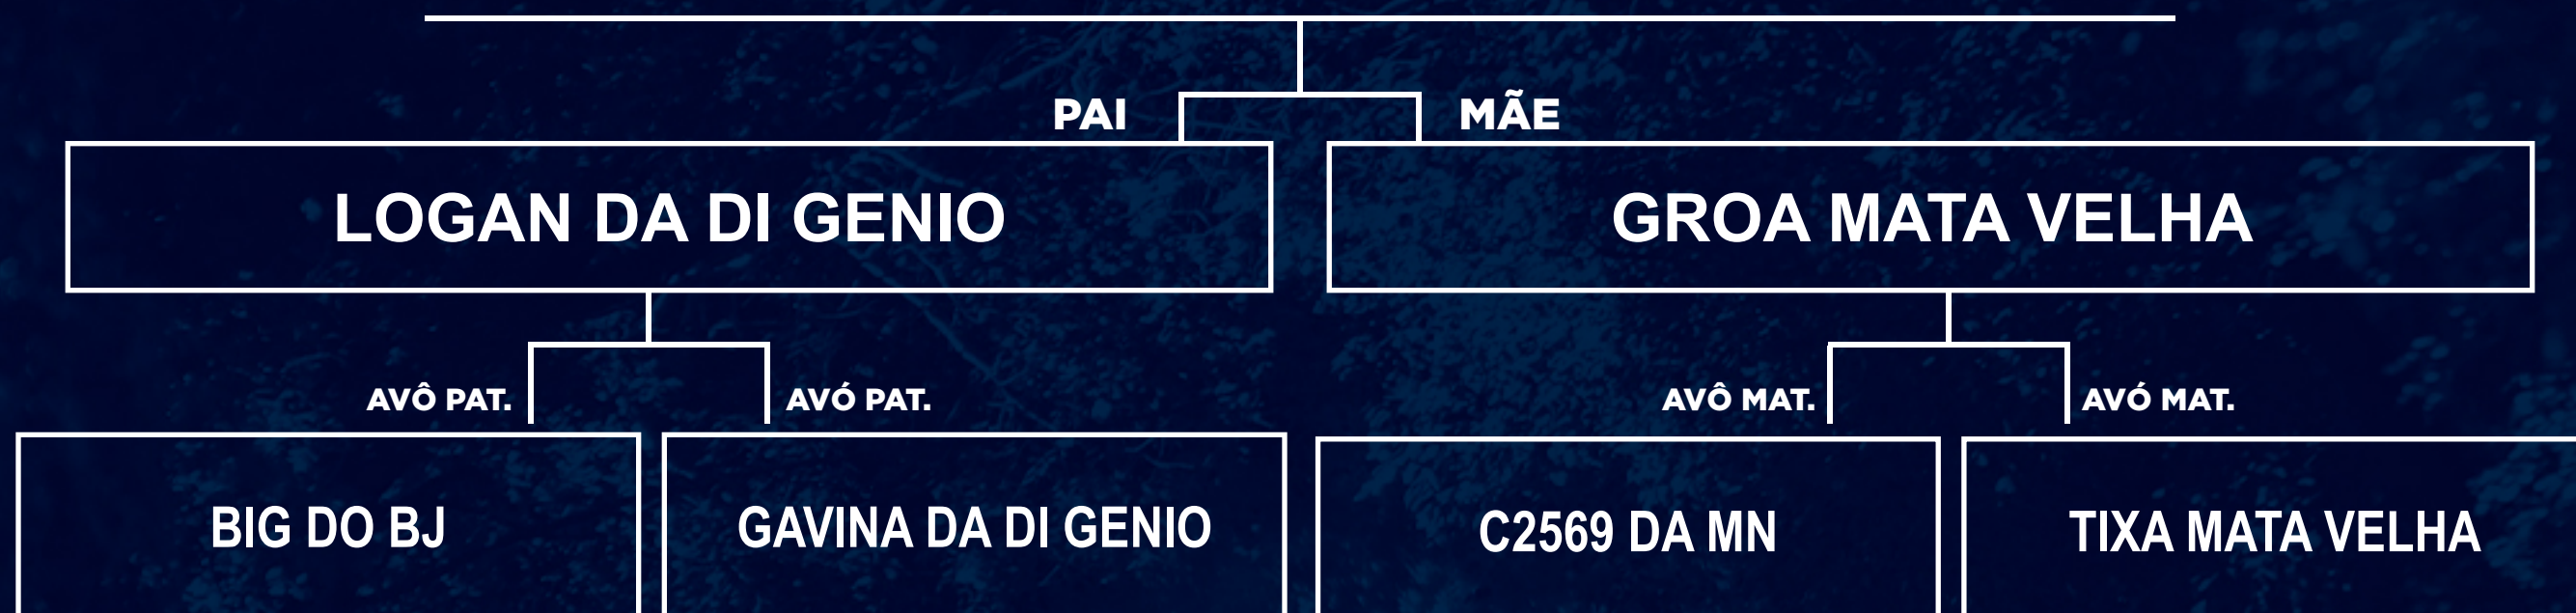 PAI
MÃE
LOGAN DA DI GENIO
GROA MATA VELHA
AVÔ PAT.
AVÓ PAT.
AVÔ MAT.
AVÓ MAT.
BIG DO BJ
GAVINA DA DI GENIO
C2569 DA MN
TIXA MATA VELHA